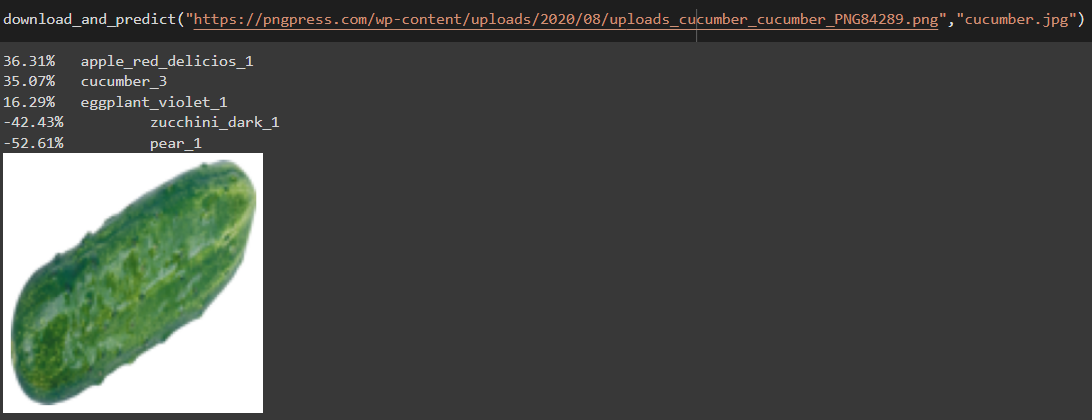 download_and_predict("https://pngpress.com/wp-content/uploads/2020/08/uploads_cucumber_cucumber_PNG84289.png","cucumber.jpg")
36.31% apple_red_delicios_1
35.07% cucumber_3
16.29% eggplant_violet_1
-42.43% zucchini_dark_1
-52.61% pear_1